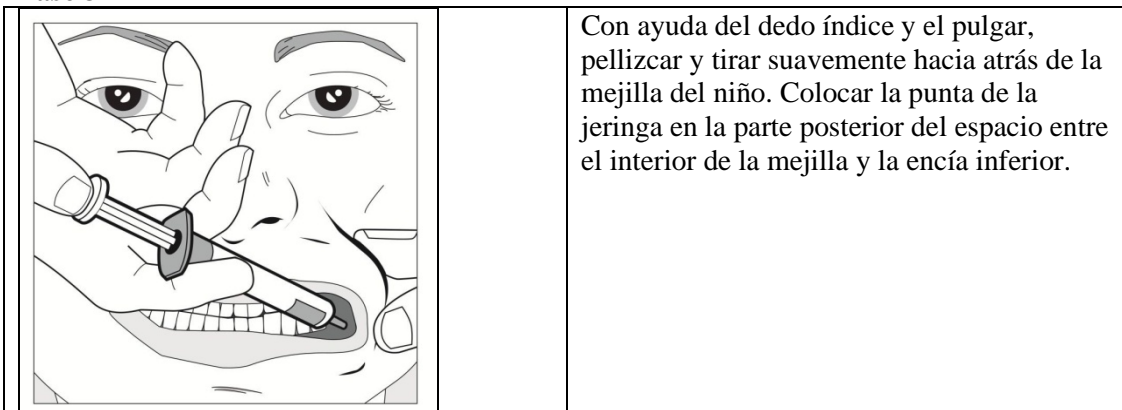 Con ayuda del dedo índice y el pulgar,
pellizcar y tirar suavemente hacia atrás de la
mejilla del niño. Colocar la punta de la
jeringa en la parte posterior del espacio entre
el interior de la mejilla y la encía inferior.